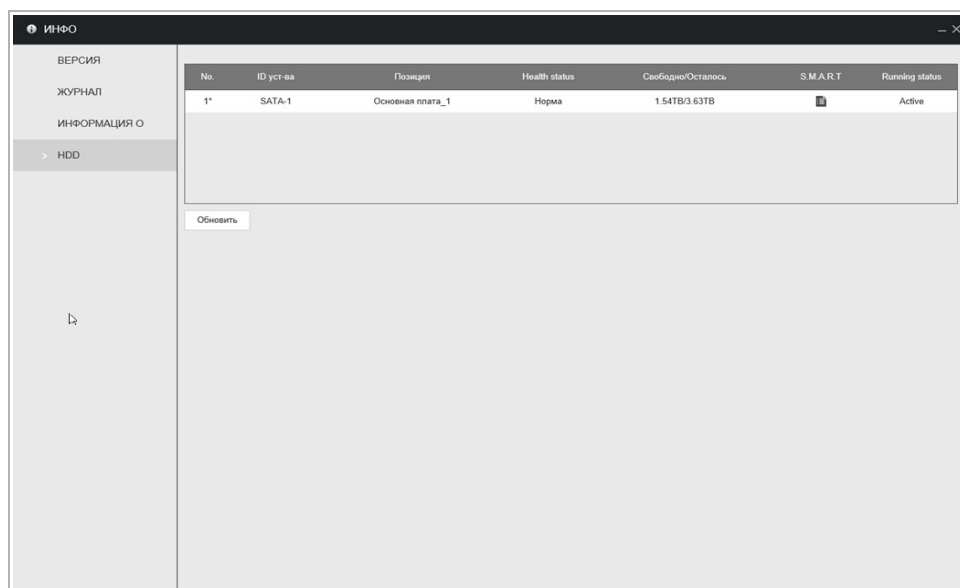 ИНФО
ВЕРСИЯ
ЖУРНАЛ
ИНФОРМАЦИЯ О
> HDD
No. ID уст-ва Позиция Health status Свободно/Осталось S.M.A.R.T Running status
1* SATA-1 Основная плата_1 Норма 1.54TB/3.63TB Active
Обновить